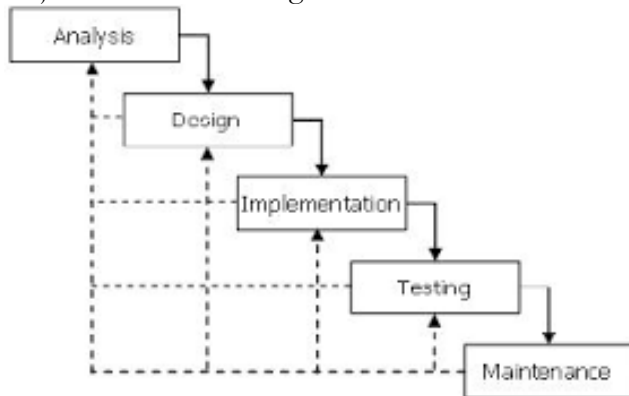 Analysis
Design
Implementation
Testing
Maintenance